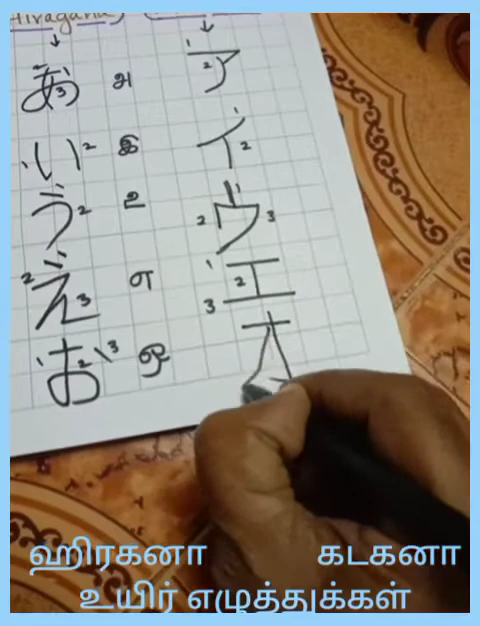 Hiragana
あ அ ア
い இ イ
う உ ウ
え எ エ
お ஒ オ
ஹிரகனா கடகனா
உயிர் எழுத்துக்கள்